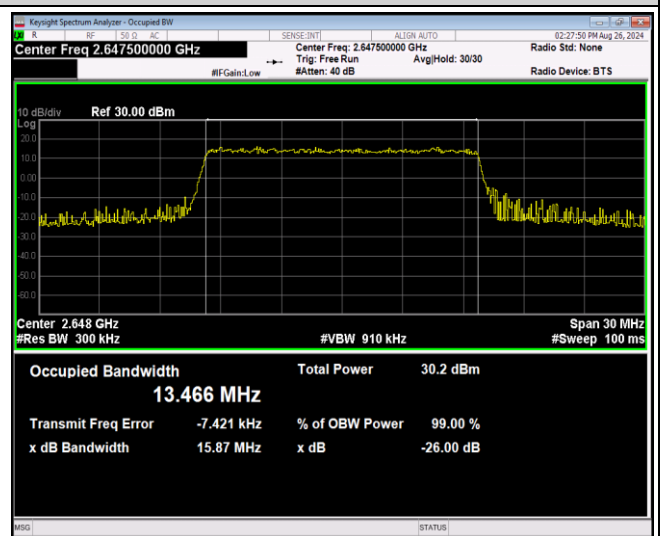 Keysight Spectrum Analyzer - Occupied BW
LXI R RF 50 Ω AC SENSE:INT ALIGN AUTO 02:27:50 PM Aug 26, 2024
Center Freq 2.647500000 GHz Center Freq: 2.647500000 GHz Radio Std: None
Trig: Free Run Avg|Hold: 30/30
#IFGain:Low #Atten: 40 dB Radio Device: BTS
10 dB/div Ref 30.00 dBm
Log
20.0
10.0
0.00
-10.0
-20.0
-30.0
-40.0
-50.0
-60.0
Center 2.648 GHz Span 30 MHz
#Res BW 300 kHz #VBW 910 kHz #Sweep 100 ms
Occupied Bandwidth Total Power 30.2 dBm
13.466 MHz
Transmit Freq Error -7.421 kHz % of OBW Power 99.00 %
x dB Bandwidth 15.87 MHz x dB -26.00 dB
MSG STATUS